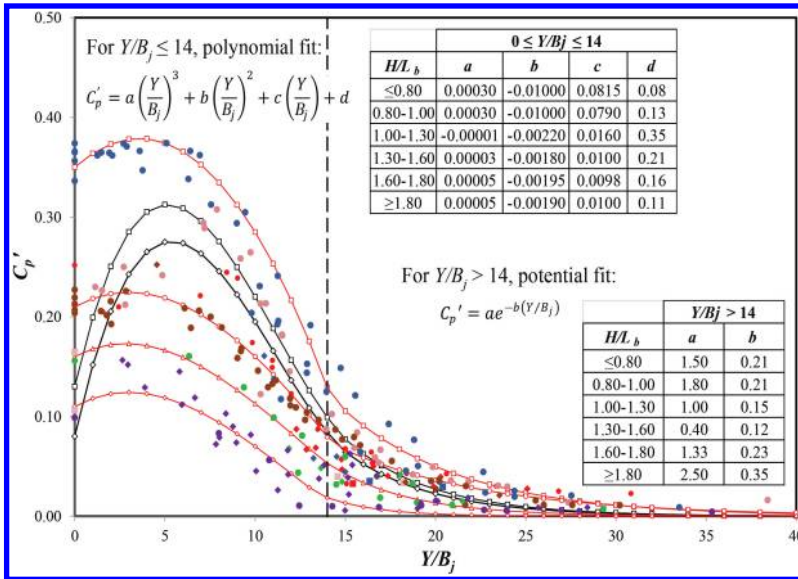 0.50
0.40
0.30
0.20
0.10
0.00
Cp'
For Y/Bj ≤ 14, polynomial fit:
Cp' = a(Y/Bj)^3 + b(Y/Bj)^2 + c(Y/Bj) + d
0 ≤ Y/Bj ≤ 14
H/L b a b c d
≤0.80 0.00030 -0.01000 0.0815 0.08
0.80-1.00 0.00030 -0.01000 0.0790 0.13
1.00-1.30 -0.00001 -0.00220 0.0160 0.35
1.30-1.60 0.00003 -0.00180 0.0100 0.21
1.60-1.80 0.00005 -0.00195 0.0098 0.16
≥1.80 0.00005 -0.00190 0.0100 0.11
For Y/Bj > 14, potential fit:
Cp' = ae^-b(Y/Bj)
Y/Bj > 14
H/L b a b
≤0.80 1.50 0.21
0.80-1.00 1.80 0.21
1.00-1.30 1.00 0.15
1.30-1.60 0.40 0.12
1.60-1.80 1.33 0.23
≥1.80 2.50 0.35
0 5 10 15 20 25 30 35 40
Y/Bj